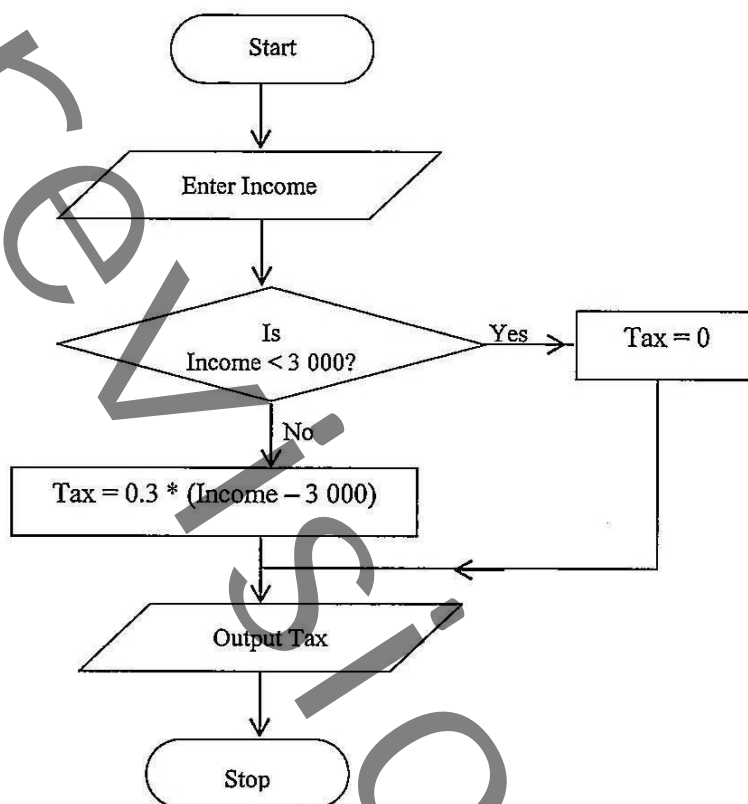 Start
Enter Income
Is
Income < 3 000?
Yes
Tax = 0
No
Tax = 0.3 * (Income – 3 000)
Output Tax
Stop